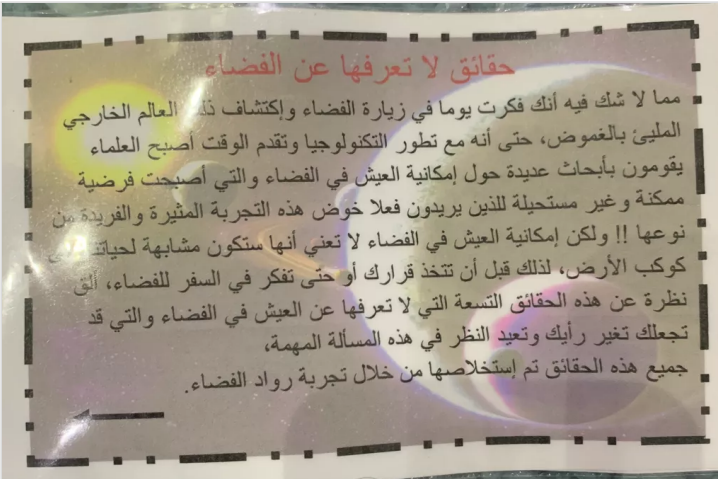 حقائق لا تعرفها عن الفضاء
مما لا شك فيه أنك فكرت يوما في زيارة الفضاء وإكتشاف ذلك العالم الخارجي
المليئ بالغموض، حتى أنه مع تطور التكنولوجيا وتقدم الوقت أصبح العلماء
يقومون بأبحاث عديدة حول إمكانية العيش في الفضاء والتي أصبحت فرضية
ممكنة وغير مستحيلة للذين يريدون فعلا خوض هذه التجربة المثيرة والفريدة من
نوعها !! ولكن إمكانية العيش في الفضاء لا تعني أنها ستكون مشابهة لحياتنا
كوكب الأرض، لذلك قبل أن تتخذ قرارك أو حتى تفكر في السفر للفضاء، ألق
نظرة عن هذه الحقائق التسعة التي لا تعرفها عن العيش في الفضاء والتي قد
تجعلك تغير رأيك وتعيد النظر في هذه المسألة المهمة،
جميع هذه الحقائق تم إستخلاصها من خلال تجربة رواد الفضاء.